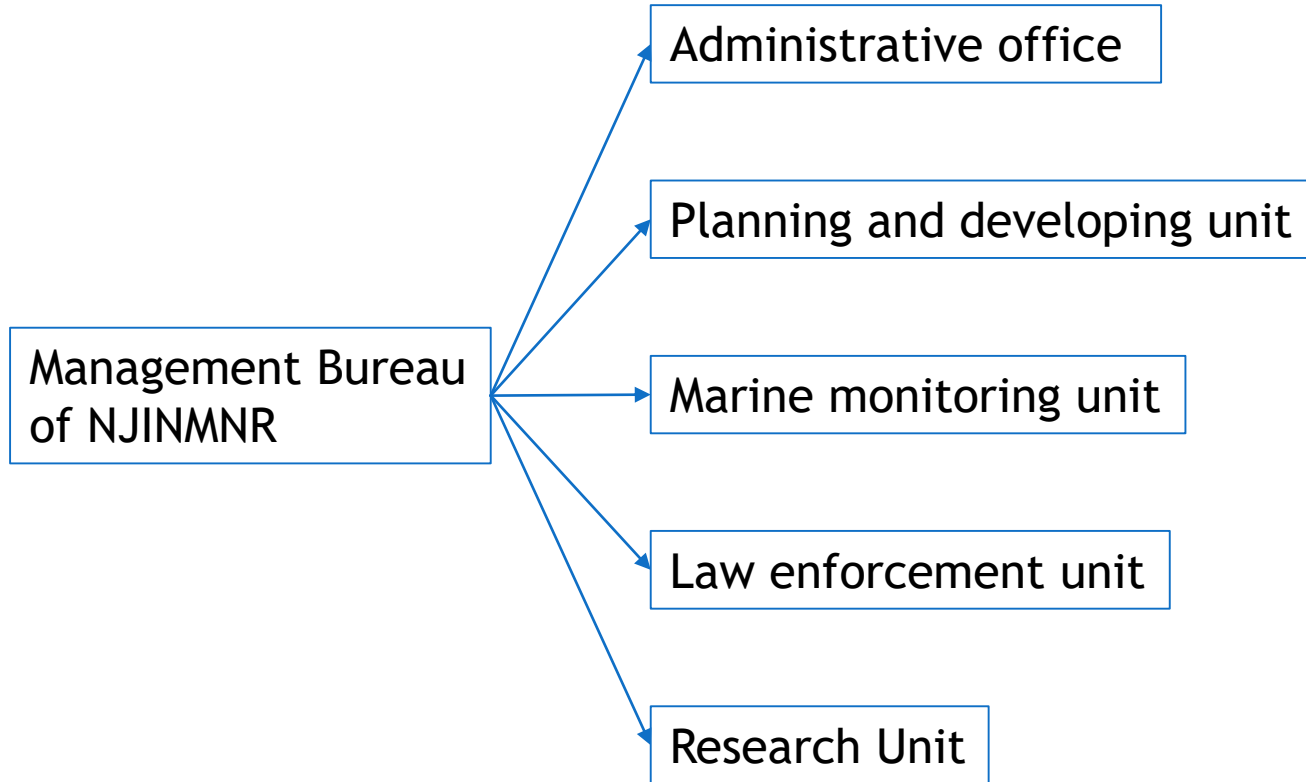 Administrative office
Planning and developing unit
Management Bureau
of NJINMNR
Marine monitoring unit
Law enforcement unit
Research Unit